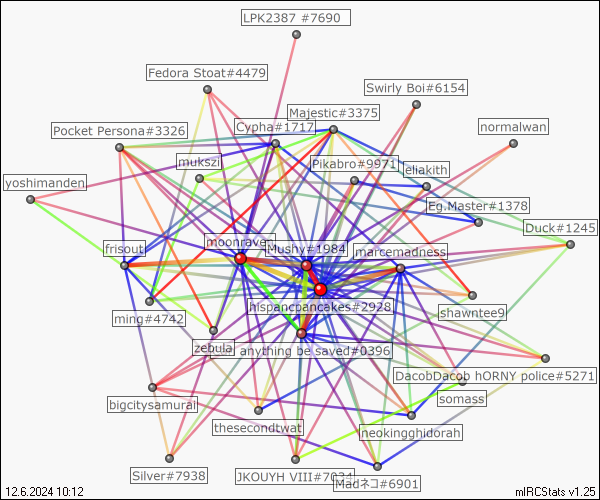 LPK2387 #7690
Fedora Stoat#4479
Swirly Boi#6154
Majestic#3375
Cypha#1717
normalwan
Pocket Persona#3326
mukszi
Pikabro#9971
eliakith
yoshimanden
Eg.Master#1378
Duck#1245
frisout
moonraven
Mushy#1984
marcemadness
hispancpancakes#2928
shawntee9
ming#4742
zebula
anything be saved#0396
DacobDacob hORNY police#5271
somass
bigcitysamurai
thesecondtwat
neokingghidorah
Silver#7938
JKOUYH VIII#7034
Madネコ#6901
12.6.2024 10:12
mIRCStats v1.25